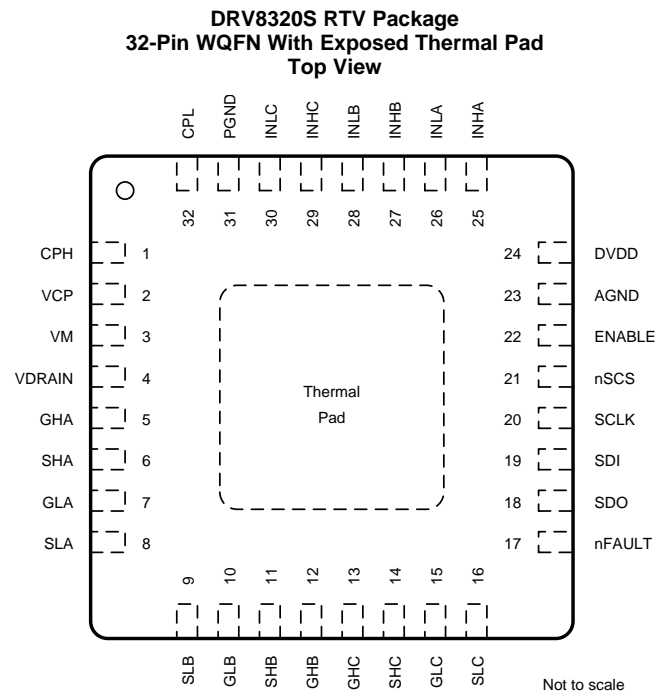 DRV8320S RTV Package
32-Pin WQFN With Exposed Thermal Pad
Top View
CPL PGND INLC INHC INLB INHB INLA INHA
32 31 30 29 28 27 26 25
CPH 1 24 DVDD
VCP 2 23 AGND
VM 3 22 ENABLE
VDRAIN 4 21 nSCS
Thermal
Pad
GHA 5 20 SCLK
SHA 6 19 SDI
GLA 7 18 SDO
SLA 8 17 nFAULT
9 10 11 12 13 14 15 16
SLB GLB SHB GHB GHC SHC GLC SLC
Not to scale